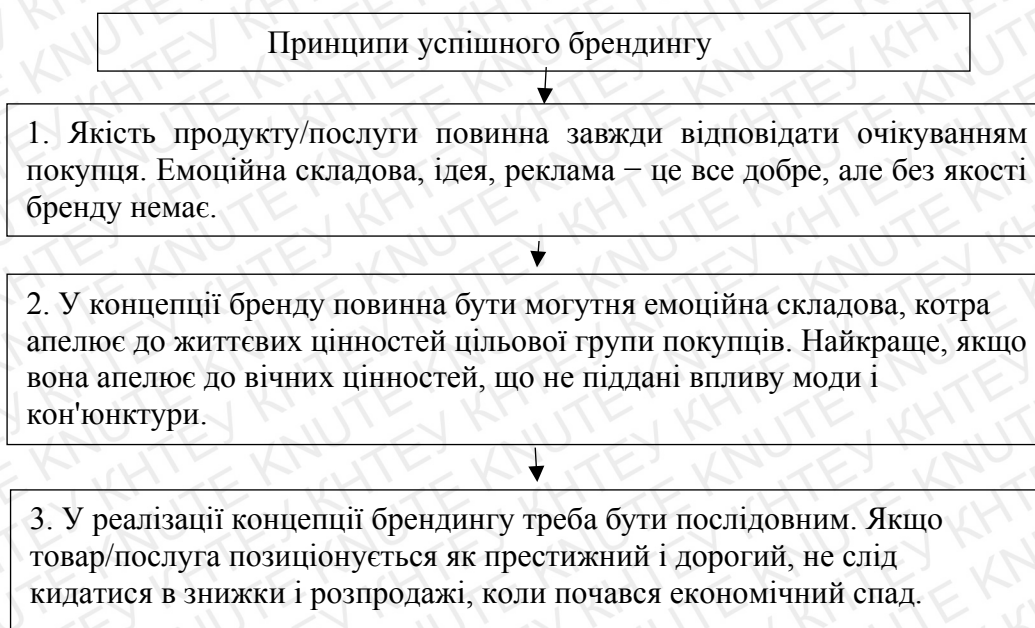 Принципи успішного брендингу
1. Якість продукту/послуги повинна завжди відповідати очікуванням
покупця. Емоційна складова, ідея, реклама − це все добре, але без якості
бренду немає.
2. У концепції бренду повинна бути могутня емоційна складова, котра
апелює до життєвих цінностей цільової групи покупців. Найкраще, якщо
вона апелює до вічних цінностей, що не піддані впливу моди і
кон'юнктури.
3. У реалізації концепції брендингу треба бути послідовним. Якщо
товар/послуга позиціонується як престижний і дорогий, не слід
кидатися в знижки і розпродажі, коли почався економічний спад.